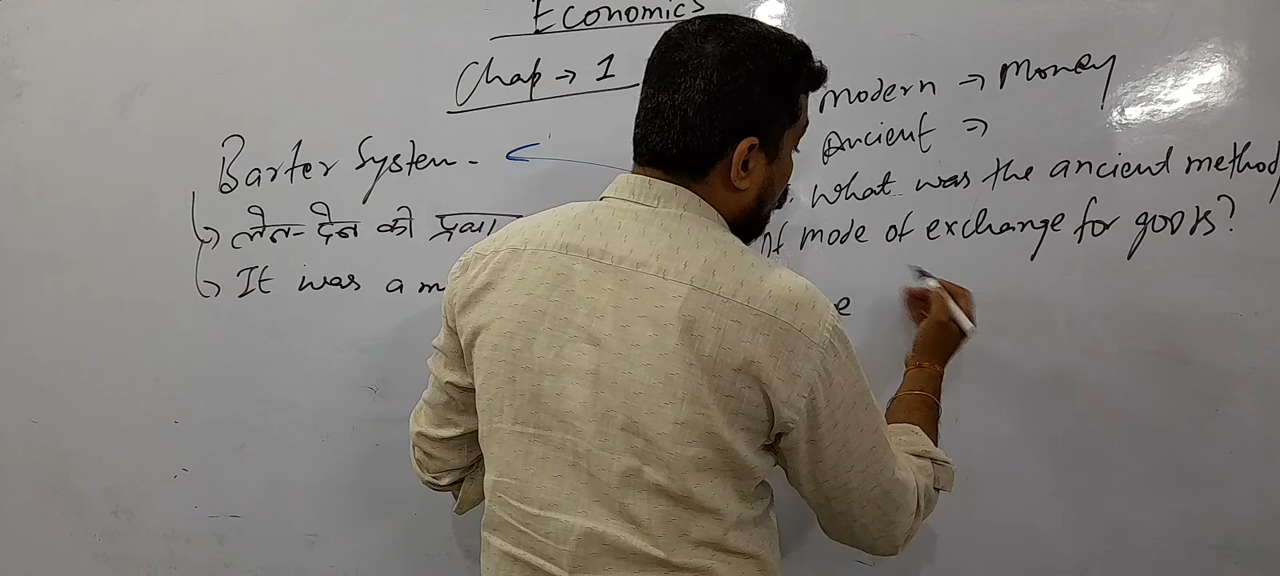 Economics
Chap → 1
Modern → Money
Ancient →
Barter System -
What was the ancient method
लेन-देन की प्रथा
of mode of exchange for goods?
It was a m
e